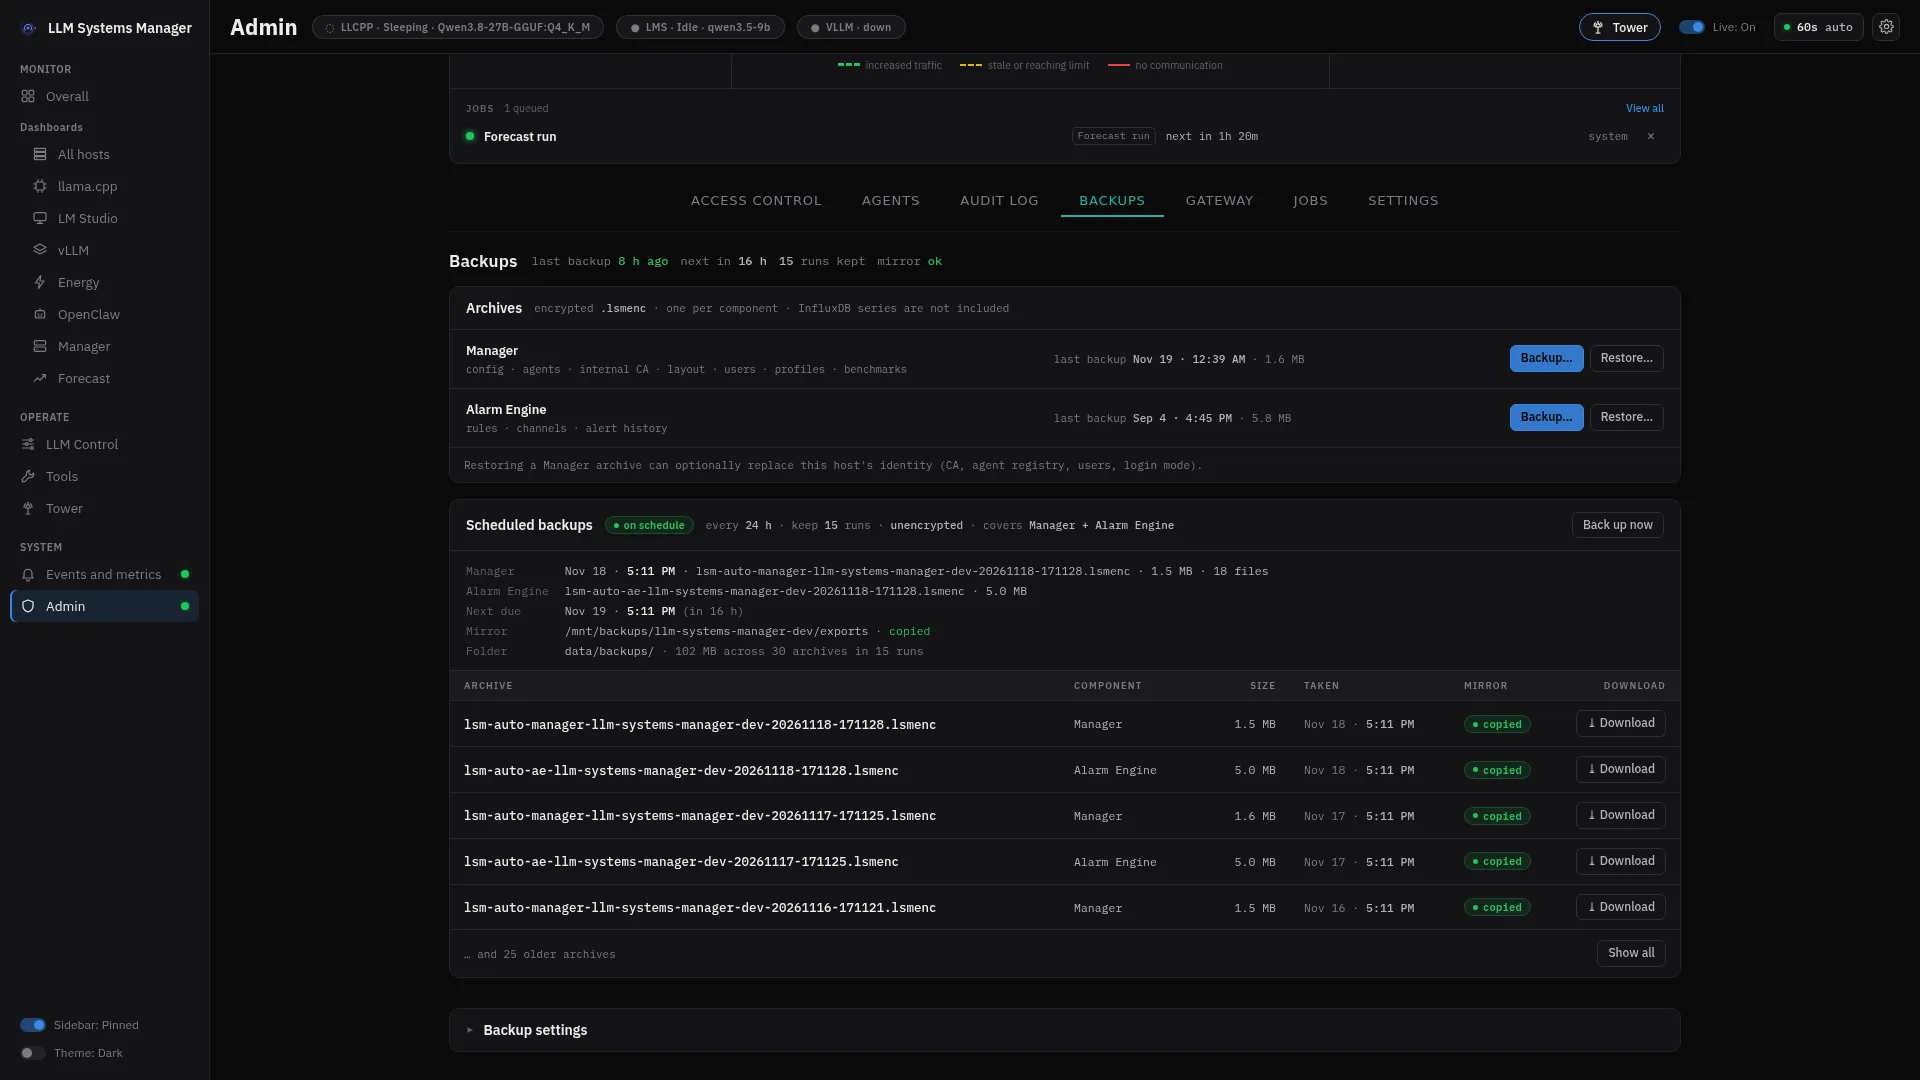 LLM Systems Manager
MONITOR
Overall
Dashboards
All hosts
llama.cpp
LM Studio
vLLM
Energy
OpenClaw
Manager
Forecast
OPERATE
LLM Control
Tools
Tower
SYSTEM
Events and metrics
Admin
Sidebar: Pinned
Theme: Dark
Admin
LLCPP · Sleeping · Qwen3.8-27B-GGUF:Q4_K_M
LMS · Idle · qwen3.5-9b
VLLM · down
Tower
Live: On
60s auto
increased traffic
stale or reaching limit
no communication
JOBS 1 queued
View all
Forecast run
Forecast run next in 1h 20m
system ×
ACCESS CONTROL
AGENTS
AUDIT LOG
BACKUPS
GATEWAY
JOBS
SETTINGS
Backups last backup 8 h ago next in 16 h 15 runs kept mirror ok
Archives encrypted .lsmenc · one per component · InfluxDB series are not included
Manager
config · agents · internal CA · layout · users · profiles · benchmarks
last backup Nov 19 · 12:39 AM · 1.6 MB
Backup...
Restore...
Alarm Engine
rules · channels · alert history
last backup Sep 4 · 4:45 PM · 5.8 MB
Backup...
Restore...
Restoring a Manager archive can optionally replace this host's identity (CA, agent registry, users, login mode).
Scheduled backups on schedule every 24 h · keep 15 runs · unencrypted · covers Manager + Alarm Engine
Back up now
Manager Nov 18 · 5:11 PM · lsm-auto-manager-llm-systems-manager-dev-20261118-171128.lsmenc · 1.5 MB · 18 files
Alarm Engine lsm-auto-ae-llm-systems-manager-dev-20261118-171128.lsmenc · 5.0 MB
Next due Nov 19 · 5:11 PM (in 16 h)
Mirror /mnt/backups/llm-systems-manager-dev/exports · copied
Folder data/backups/ · 102 MB across 30 archives in 15 runs
ARCHIVE COMPONENT SIZE TAKEN MIRROR DOWNLOAD
lsm-auto-manager-llm-systems-manager-dev-20261118-171128.lsmenc Manager 1.5 MB Nov 18 · 5:11 PM copied Download
lsm-auto-ae-llm-systems-manager-dev-20261118-171128.lsmenc Alarm Engine 5.0 MB Nov 18 · 5:11 PM copied Download
lsm-auto-manager-llm-systems-manager-dev-20261117-171125.lsmenc Manager 1.6 MB Nov 17 · 5:11 PM copied Download
lsm-auto-ae-llm-systems-manager-dev-20261117-171125.lsmenc Alarm Engine 5.0 MB Nov 17 · 5:11 PM copied Download
lsm-auto-manager-llm-systems-manager-dev-20261116-171121.lsmenc Manager 1.5 MB Nov 16 · 5:11 PM copied Download
… and 25 older archives
Show all
Backup settings